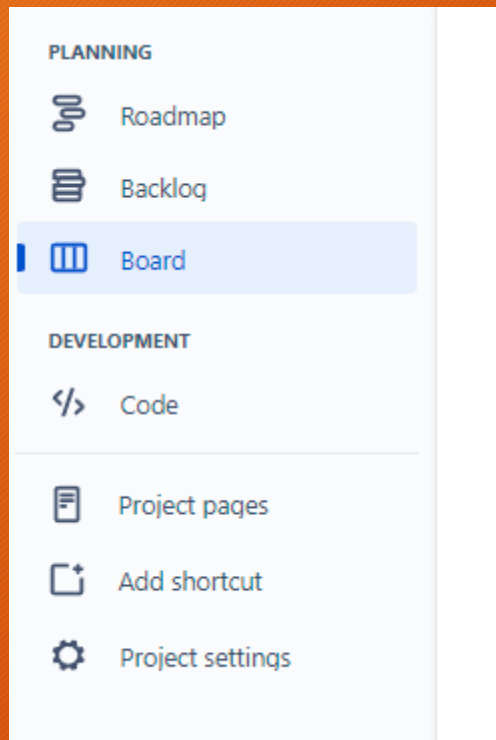 PLANNING
Roadmap
Backlog
Board
DEVELOPMENT
Code
Project pages
Add shortcut
Project settings